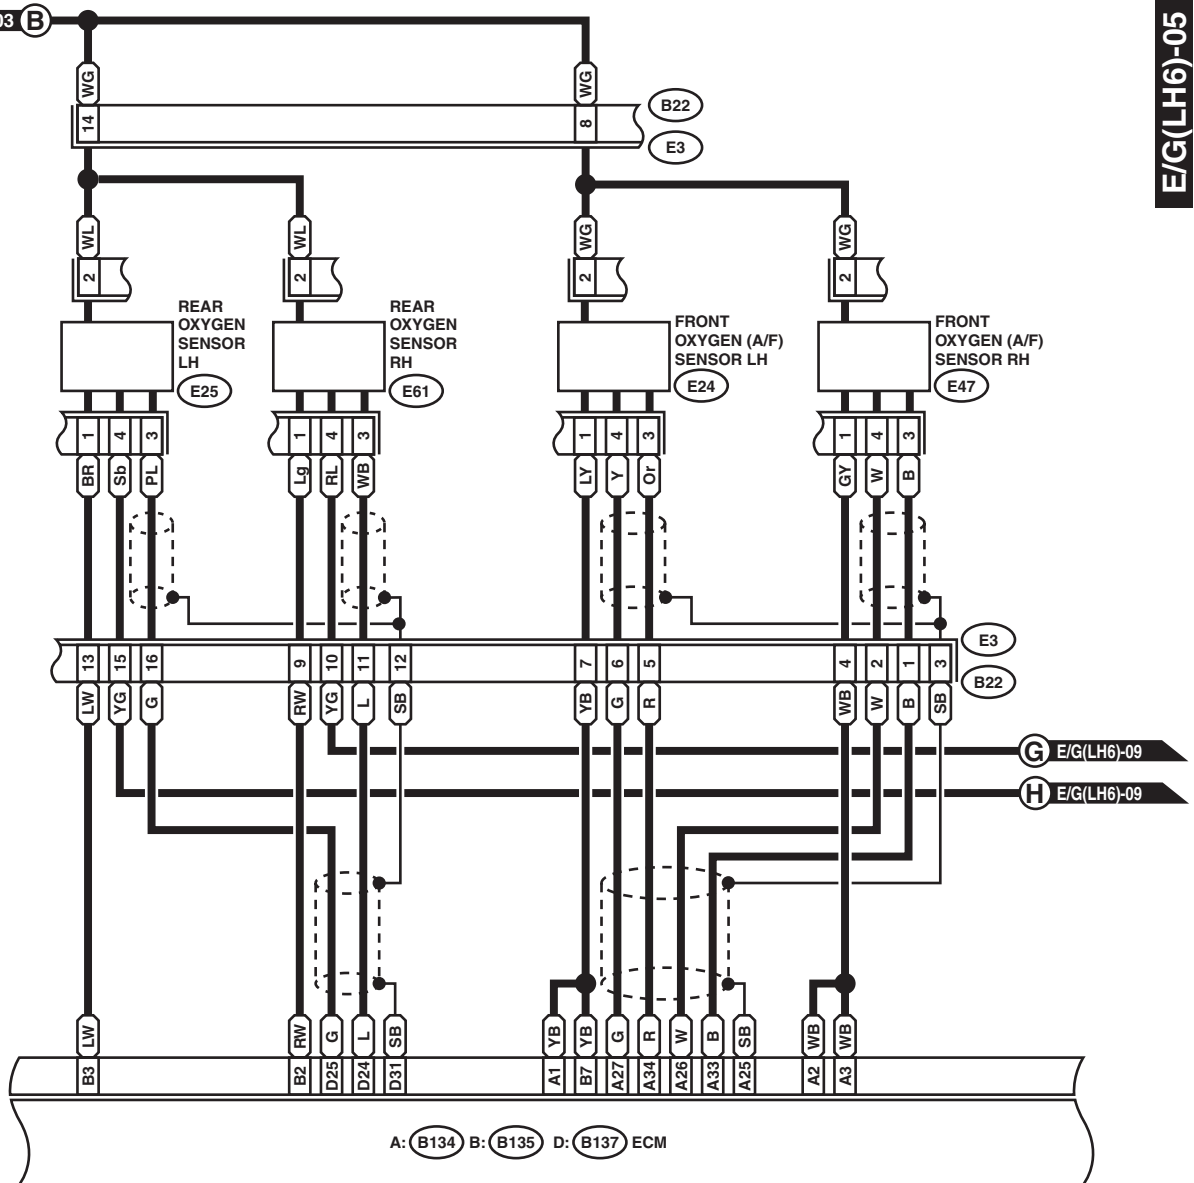 03 B
E/G(LH6)-05
WG WG
14 8 B22
E3
WL WL WG WG
2 2 2 2
REAR
OXYGEN
SENSOR
LH
E25
REAR
OXYGEN
SENSOR
RH
E61
FRONT
OXYGEN (A/F)
SENSOR LH
E24
FRONT
OXYGEN (A/F)
SENSOR RH
E47
1 4 3 1 4 3 1 4 3 1 4 3
BR Sb PL Lg RL WB LY Y Or GY W B
E3
13 15 16 9 10 11 12 7 6 5 4 2 1 3
B22
LW YG G RW YG L SB YB G R WB W B SB
G E/G(LH6)-09
H E/G(LH6)-09
LW RW G L SB YB YB G R W B SB WB WB
B3 B2 D25 D24 D31 A1 B7 A27 A34 A26 A33 A25 A2 A3
A: B134 B: B135 D: B137 ECM